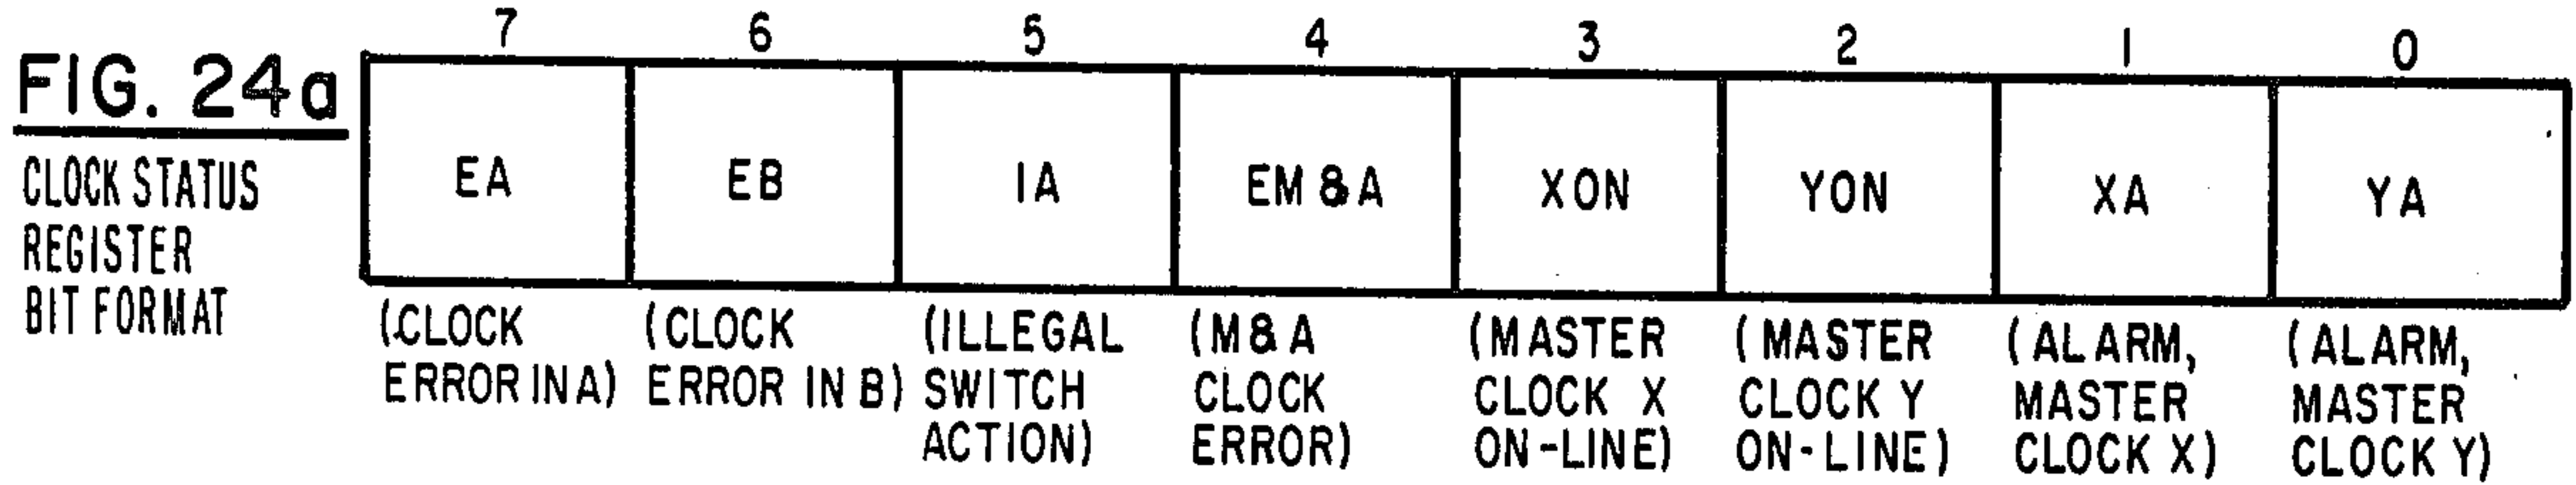 7 6 5 4 3 2 1 0
FIG. 24a
CLOCK STATUS
REGISTER
BIT FORMAT
EA EB IA EM & A XON YON XA YA
(CLOCK
ERROR IN A)
(CLOCK
ERROR IN B)
(ILLEGAL
SWITCH
ACTION)
(M & A
CLOCK
ERROR)
(MASTER
CLOCK X
ON-LINE)
(MASTER
CLOCK Y
ON-LINE)
(ALARM,
MASTER
CLOCK X)
(ALARM,
MASTER
CLOCK Y)